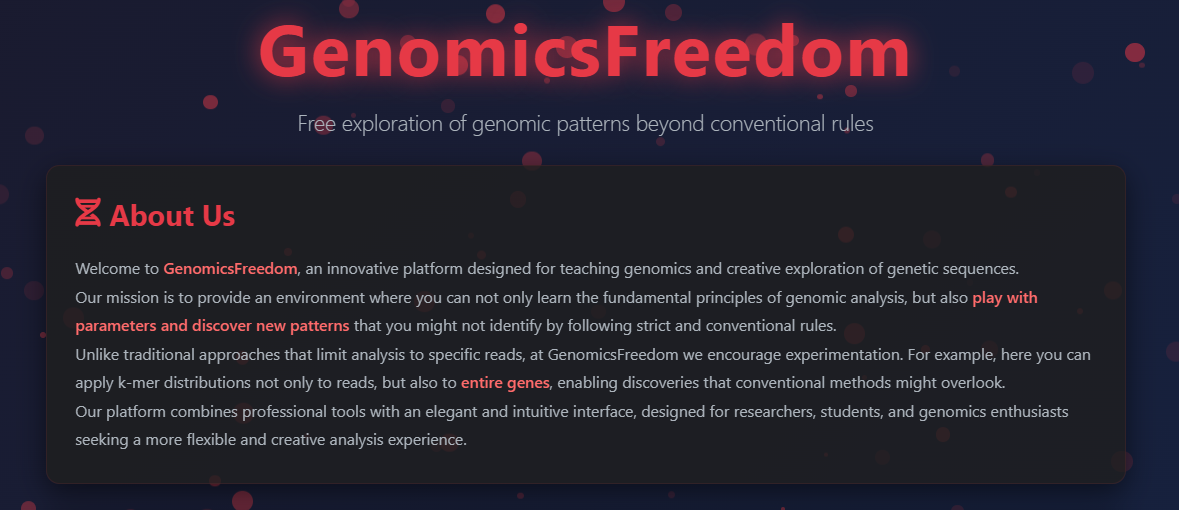 GenomicsFreedom
Free exploration of genomic patterns beyond conventional rules
About Us
Welcome to GenomicsFreedom, an innovative platform designed for teaching genomics and creative exploration of genetic sequences.
Our mission is to provide an environment where you can not only learn the fundamental principles of genomic analysis, but also play with
parameters and discover new patterns that you might not identify by following strict and conventional rules.
Unlike traditional approaches that limit analysis to specific reads, at GenomicsFreedom we encourage experimentation. For example, here you can
apply k-mer distributions not only to reads, but also to entire genes, enabling discoveries that conventional methods might overlook.
Our platform combines professional tools with an elegant and intuitive interface, designed for researchers, students, and genomics enthusiasts
seeking a more flexible and creative analysis experience.